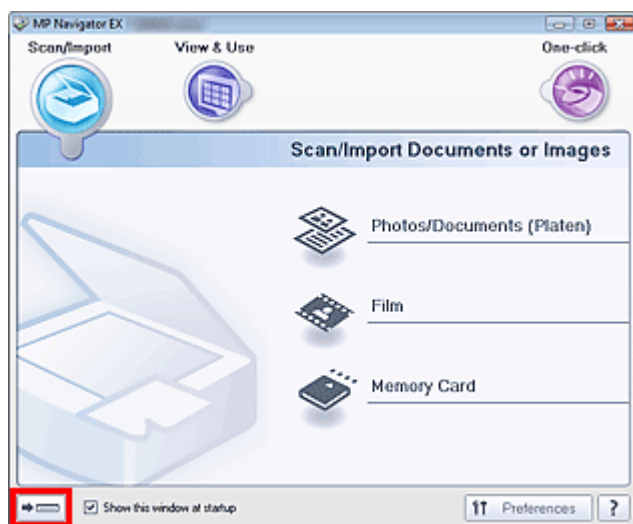 MP Navigator EX
Scan/Import View & Use One-click
Scan/Import Documents or Images
Photos/Documents (Platen)
Film
Memory Card
Show this window at startup Preferences ?